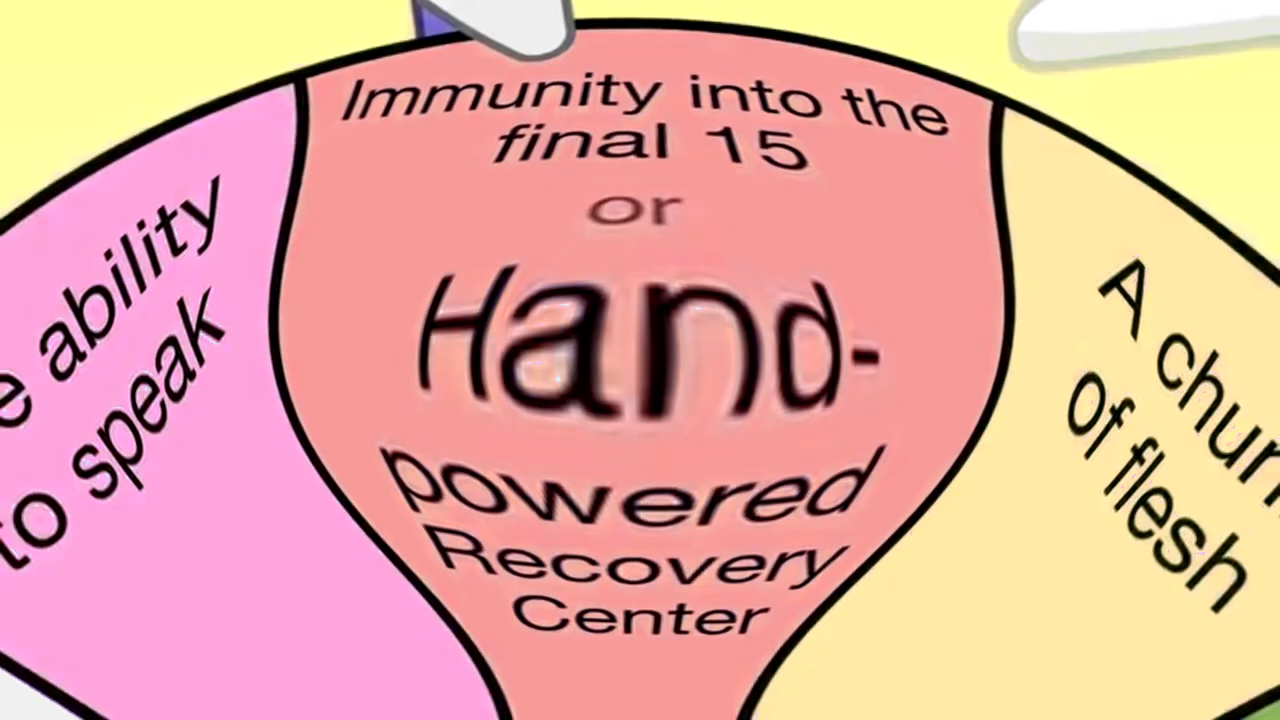 e ability
to speak
Immunity into the
final 15
or
Hand-
powered
Recovery
Center
A chun
of flesh